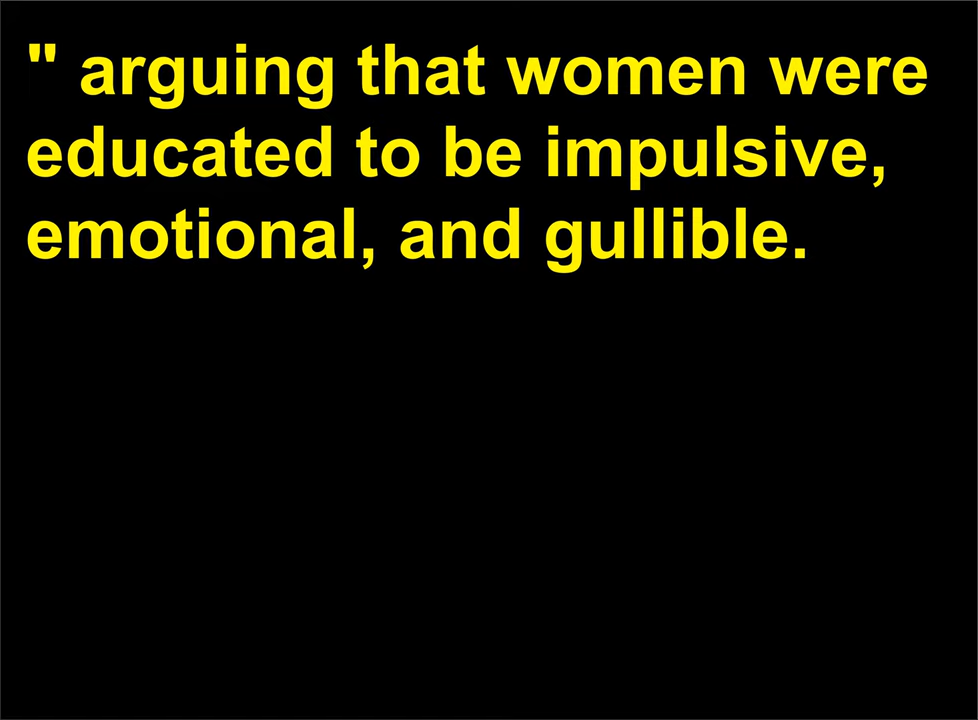 " arguing that women were
educated to be impulsive,
emotional, and gullible.